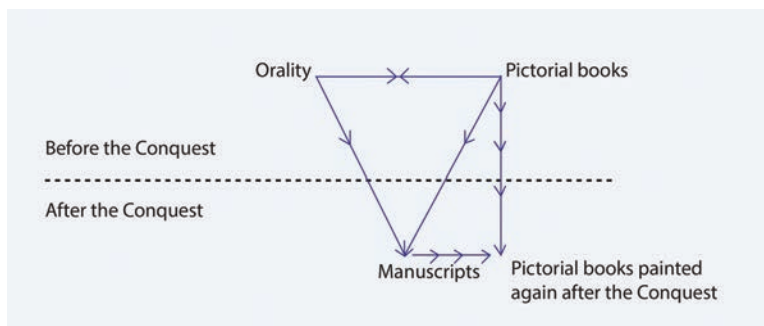 Orality
Pictorial books
Before the Conquest
After the Conquest
Manuscripts
Pictorial books painted
again after the Conquest